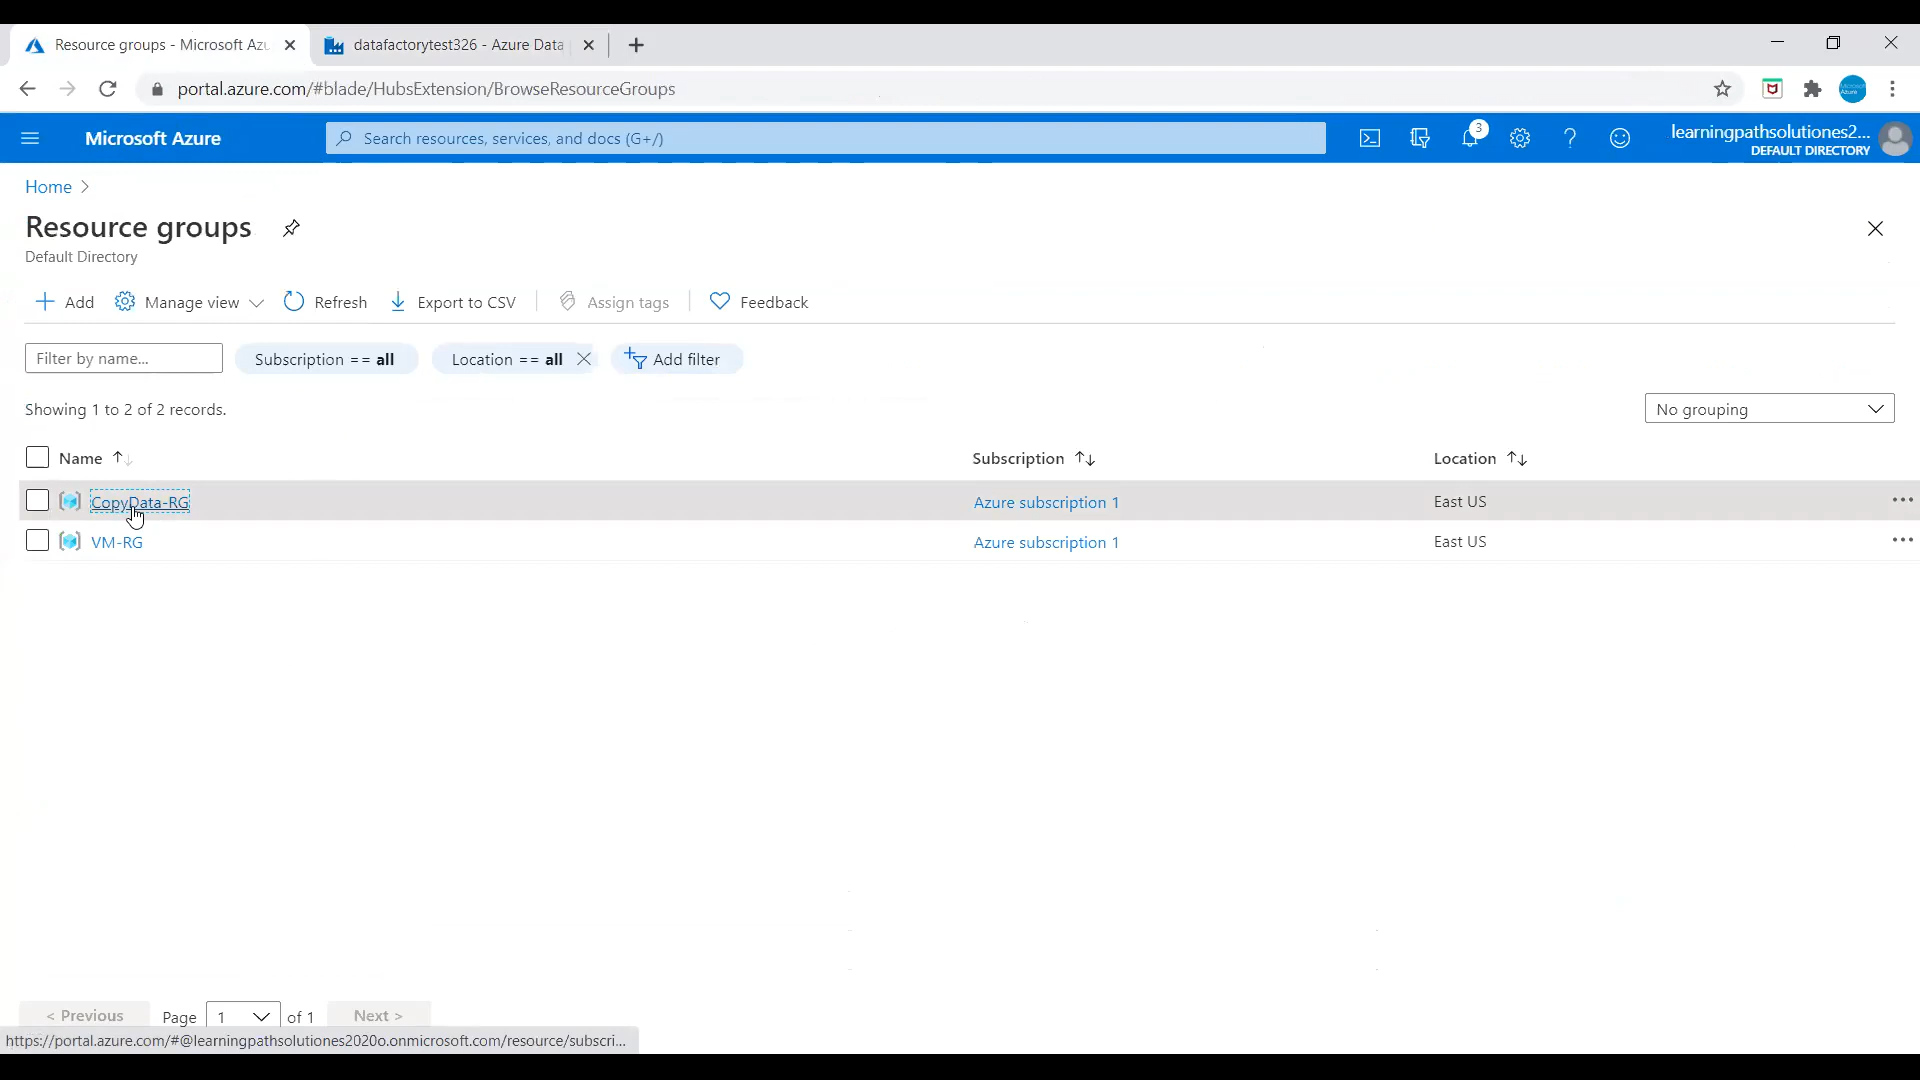 Resource groups - Microsoft Azu
datafactorytest326 - Azure Data
portal.azure.com/#blade/HubsExtension/BrowseResourceGroups
Microsoft Azure
Search resources, services, and docs (G+/)
3
learningpathsolutiones2...
DEFAULT DIRECTORY
Home
Resource groups
Default Directory
Add
Manage view
Refresh
Export to CSV
Assign tags
Feedback
Filter by name...
Subscription == all
Location == all
Add filter
Showing 1 to 2 of 2 records.
No grouping
Name
Subscription
Location
CopyData-RG
Azure subscription 1
East US
VM-RG
Azure subscription 1
East US
< Previous
Page
1
of 1
Next >
https://portal.azure.com/#@learningpathsolutiones2020o.onmicrosoft.com/resource/subscri...